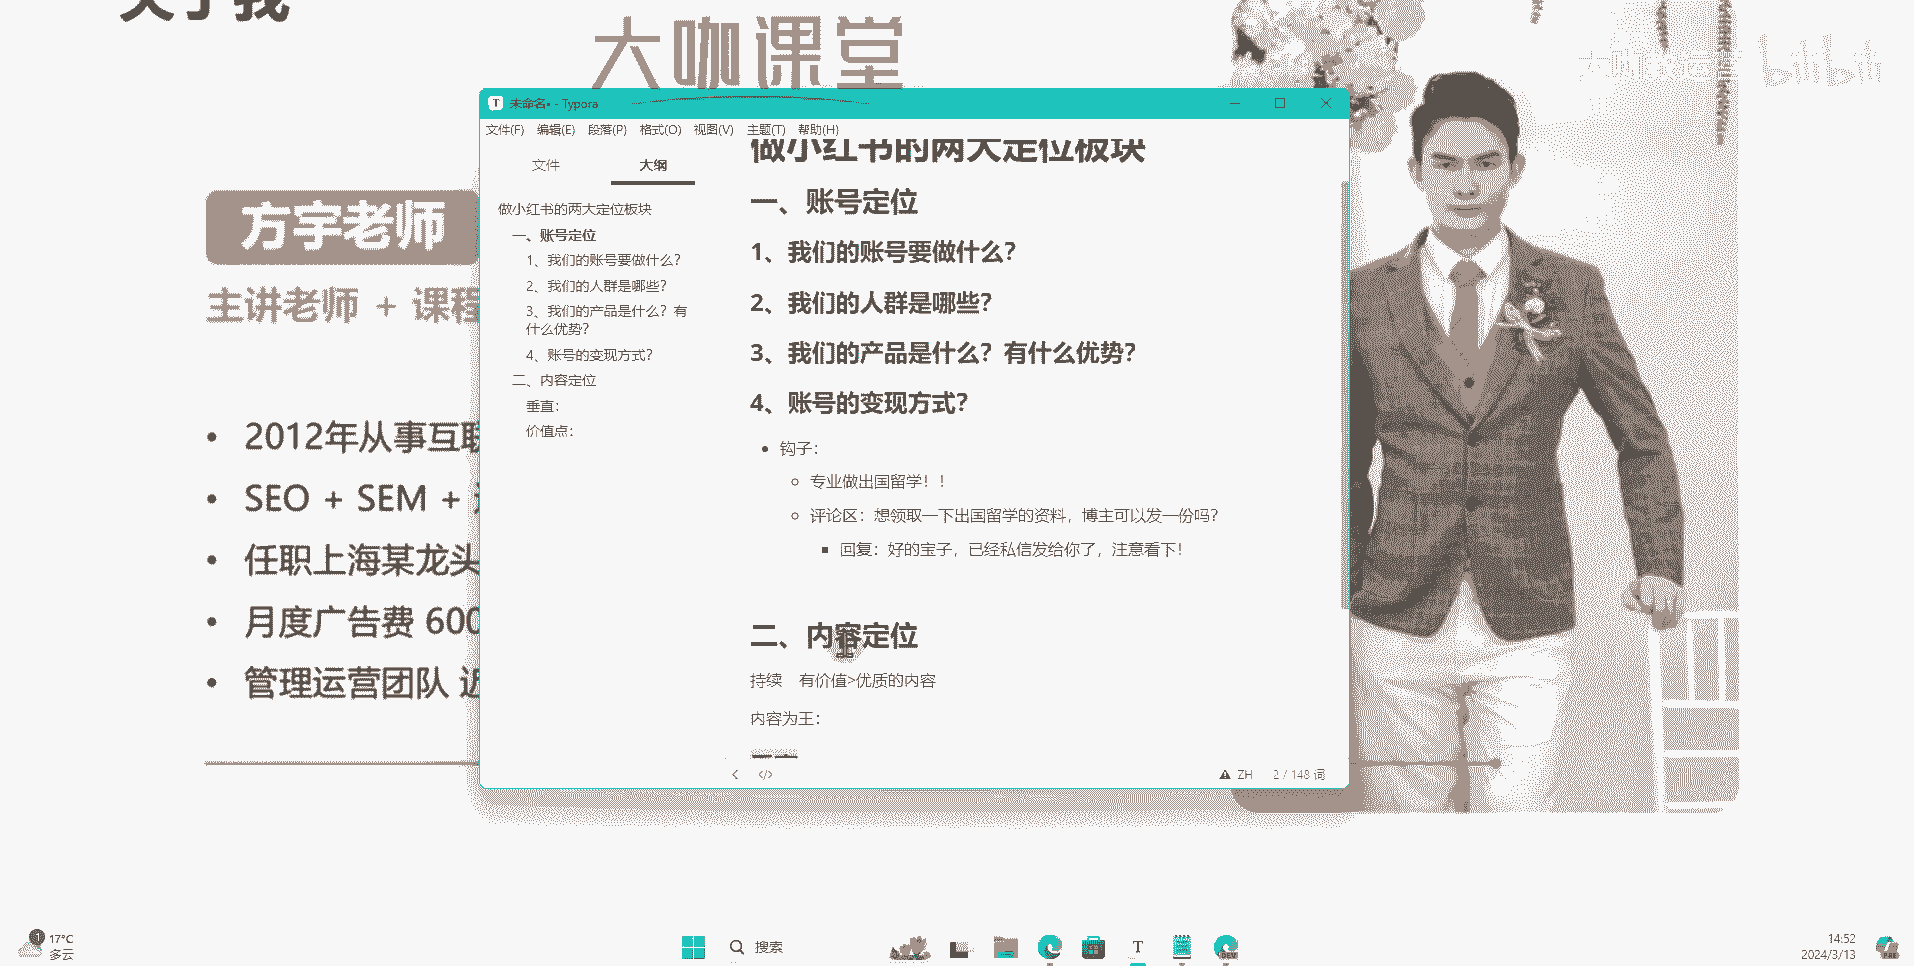 关于我
大咖课堂
bilibili
方宇老师
主讲老师 + 课程
2012年从事互联
SEO + SEM +
任职上海某龙头
月度广告费 600
管理运营团队 近
未命名• - Typora
文件(F) 编辑(E) 段落(P) 格式(O) 视图(V) 主题(T) 帮助(H)
文件 大纲
做小红书的两大定位板块
一、账号定位
1、我们的账号要做什么?
2、我们的人群是哪些?
3、我们的产品是什么? 有
什么优势?
4、账号的变现方式?
二、内容定位
垂直:
价值点:
做小红书的两大定位板块
一、账号定位
1、我们的账号要做什么?
2、我们的人群是哪些?
3、我们的产品是什么? 有什么优势?
4、账号的变现方式?
钩子:
专业做出国留学! !
评论区: 想领取一下出国留学的资料, 博主可以发一份吗?
回复: 好的宝子, 已经私信发给你了, 注意看下!
二、内容定位
持续 有价值>优质的内容
内容为王:
ZH 2 / 148 词
1
17°C
多云
搜索
T
DEV
14:52
2024/3/13
PRE